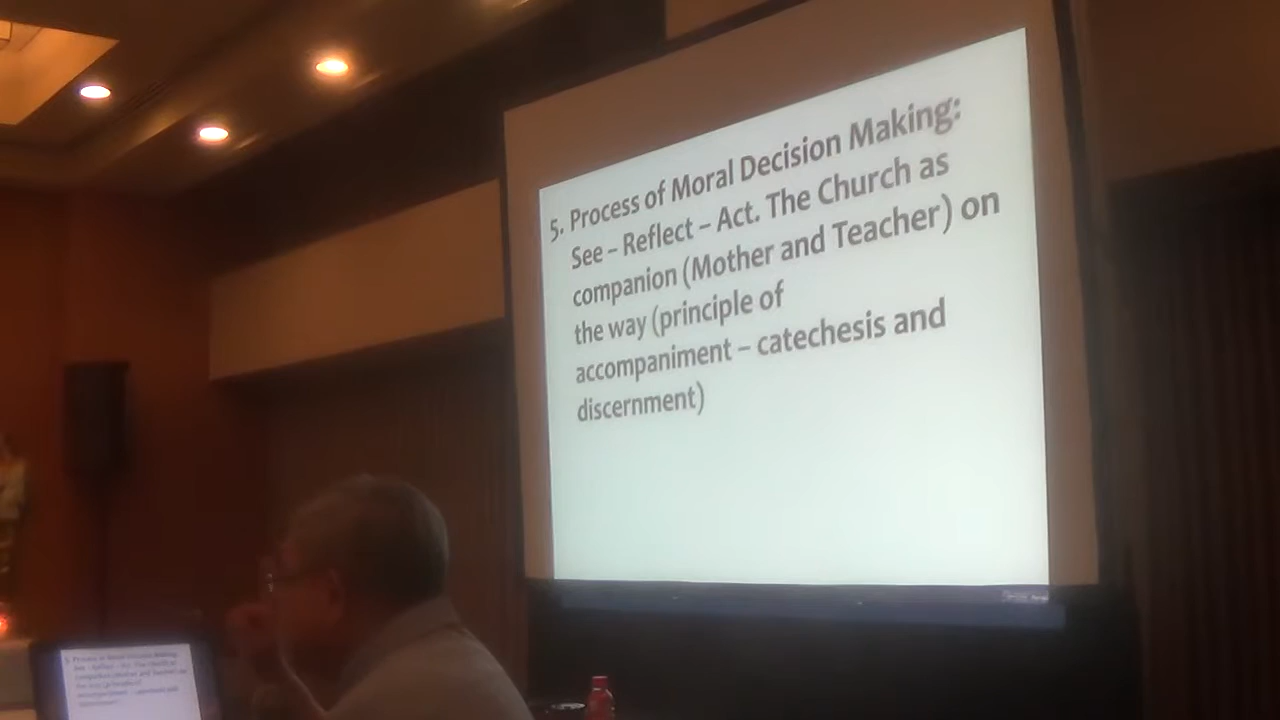 5. Process of Moral Decision Making:
See – Reflect – Act. The Church as
companion (Mother and Teacher) on
the way (principle of
accompaniment – catechesis and
discernment)